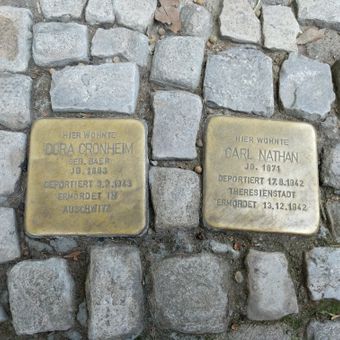 HIER WOHNTE
DORA CRONHEIM
GEB. BAER
JG. 1883
DEPORTIERT 3.2.1943
ERMORDET IN
AUSCHWITZ
HIER WOHNTE
CARL NATHAN
JG. 1871
DEPORTIERT 17.8.1942
THERESIENSTADT
ERMORDET 13.12.1942